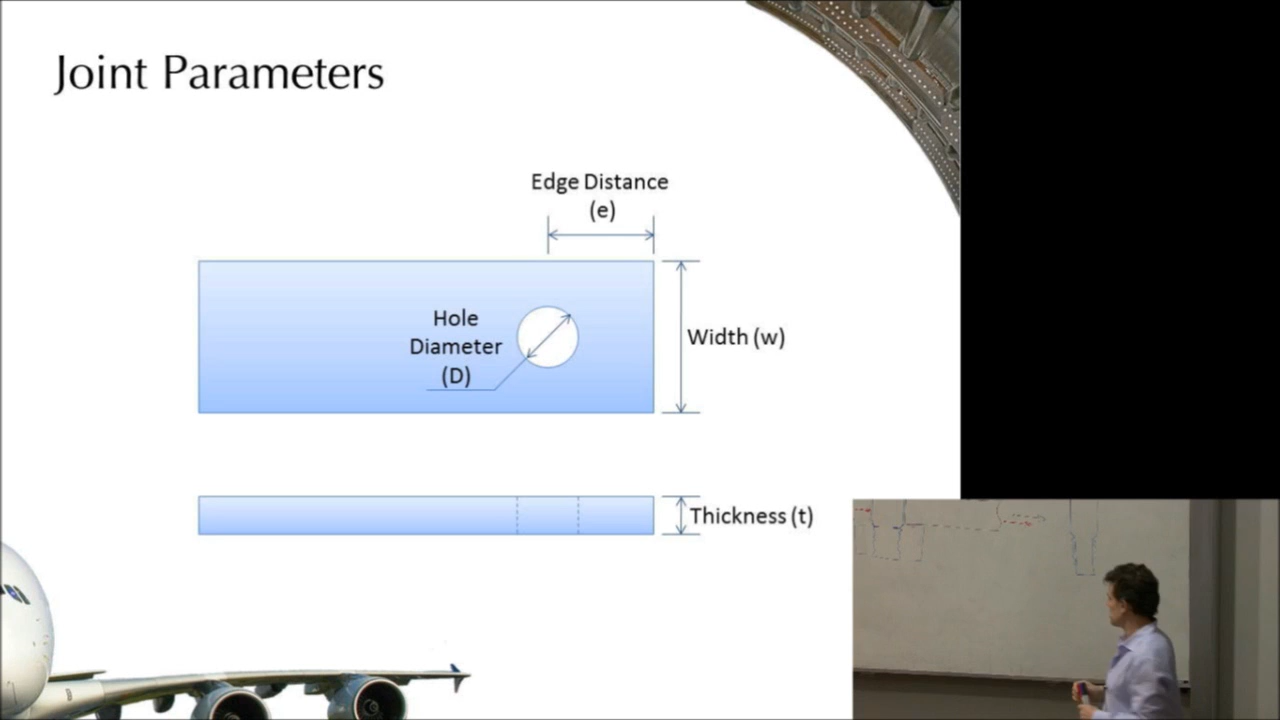 Joint Parameters
Edge Distance
(e)
Hole
Diameter
(D)
Width (w)
Thickness (t)